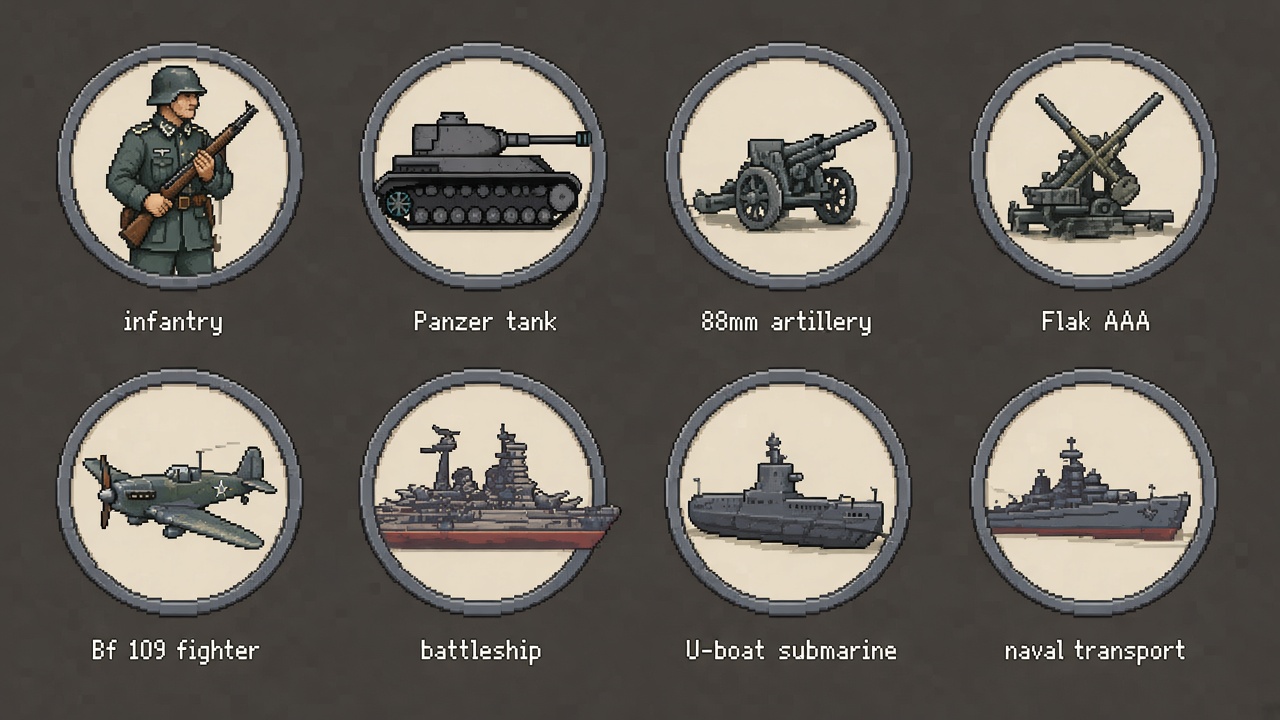 infantry
Panzer tank
88mm artillery
Flak AAA
Bf 109 fighter
battleship
U-boat submarine
naval transport